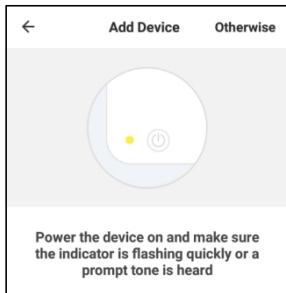 Add Device Otherwise
Power the device on and make sure
the indicator is flashing quickly or a
prompt tone is heard